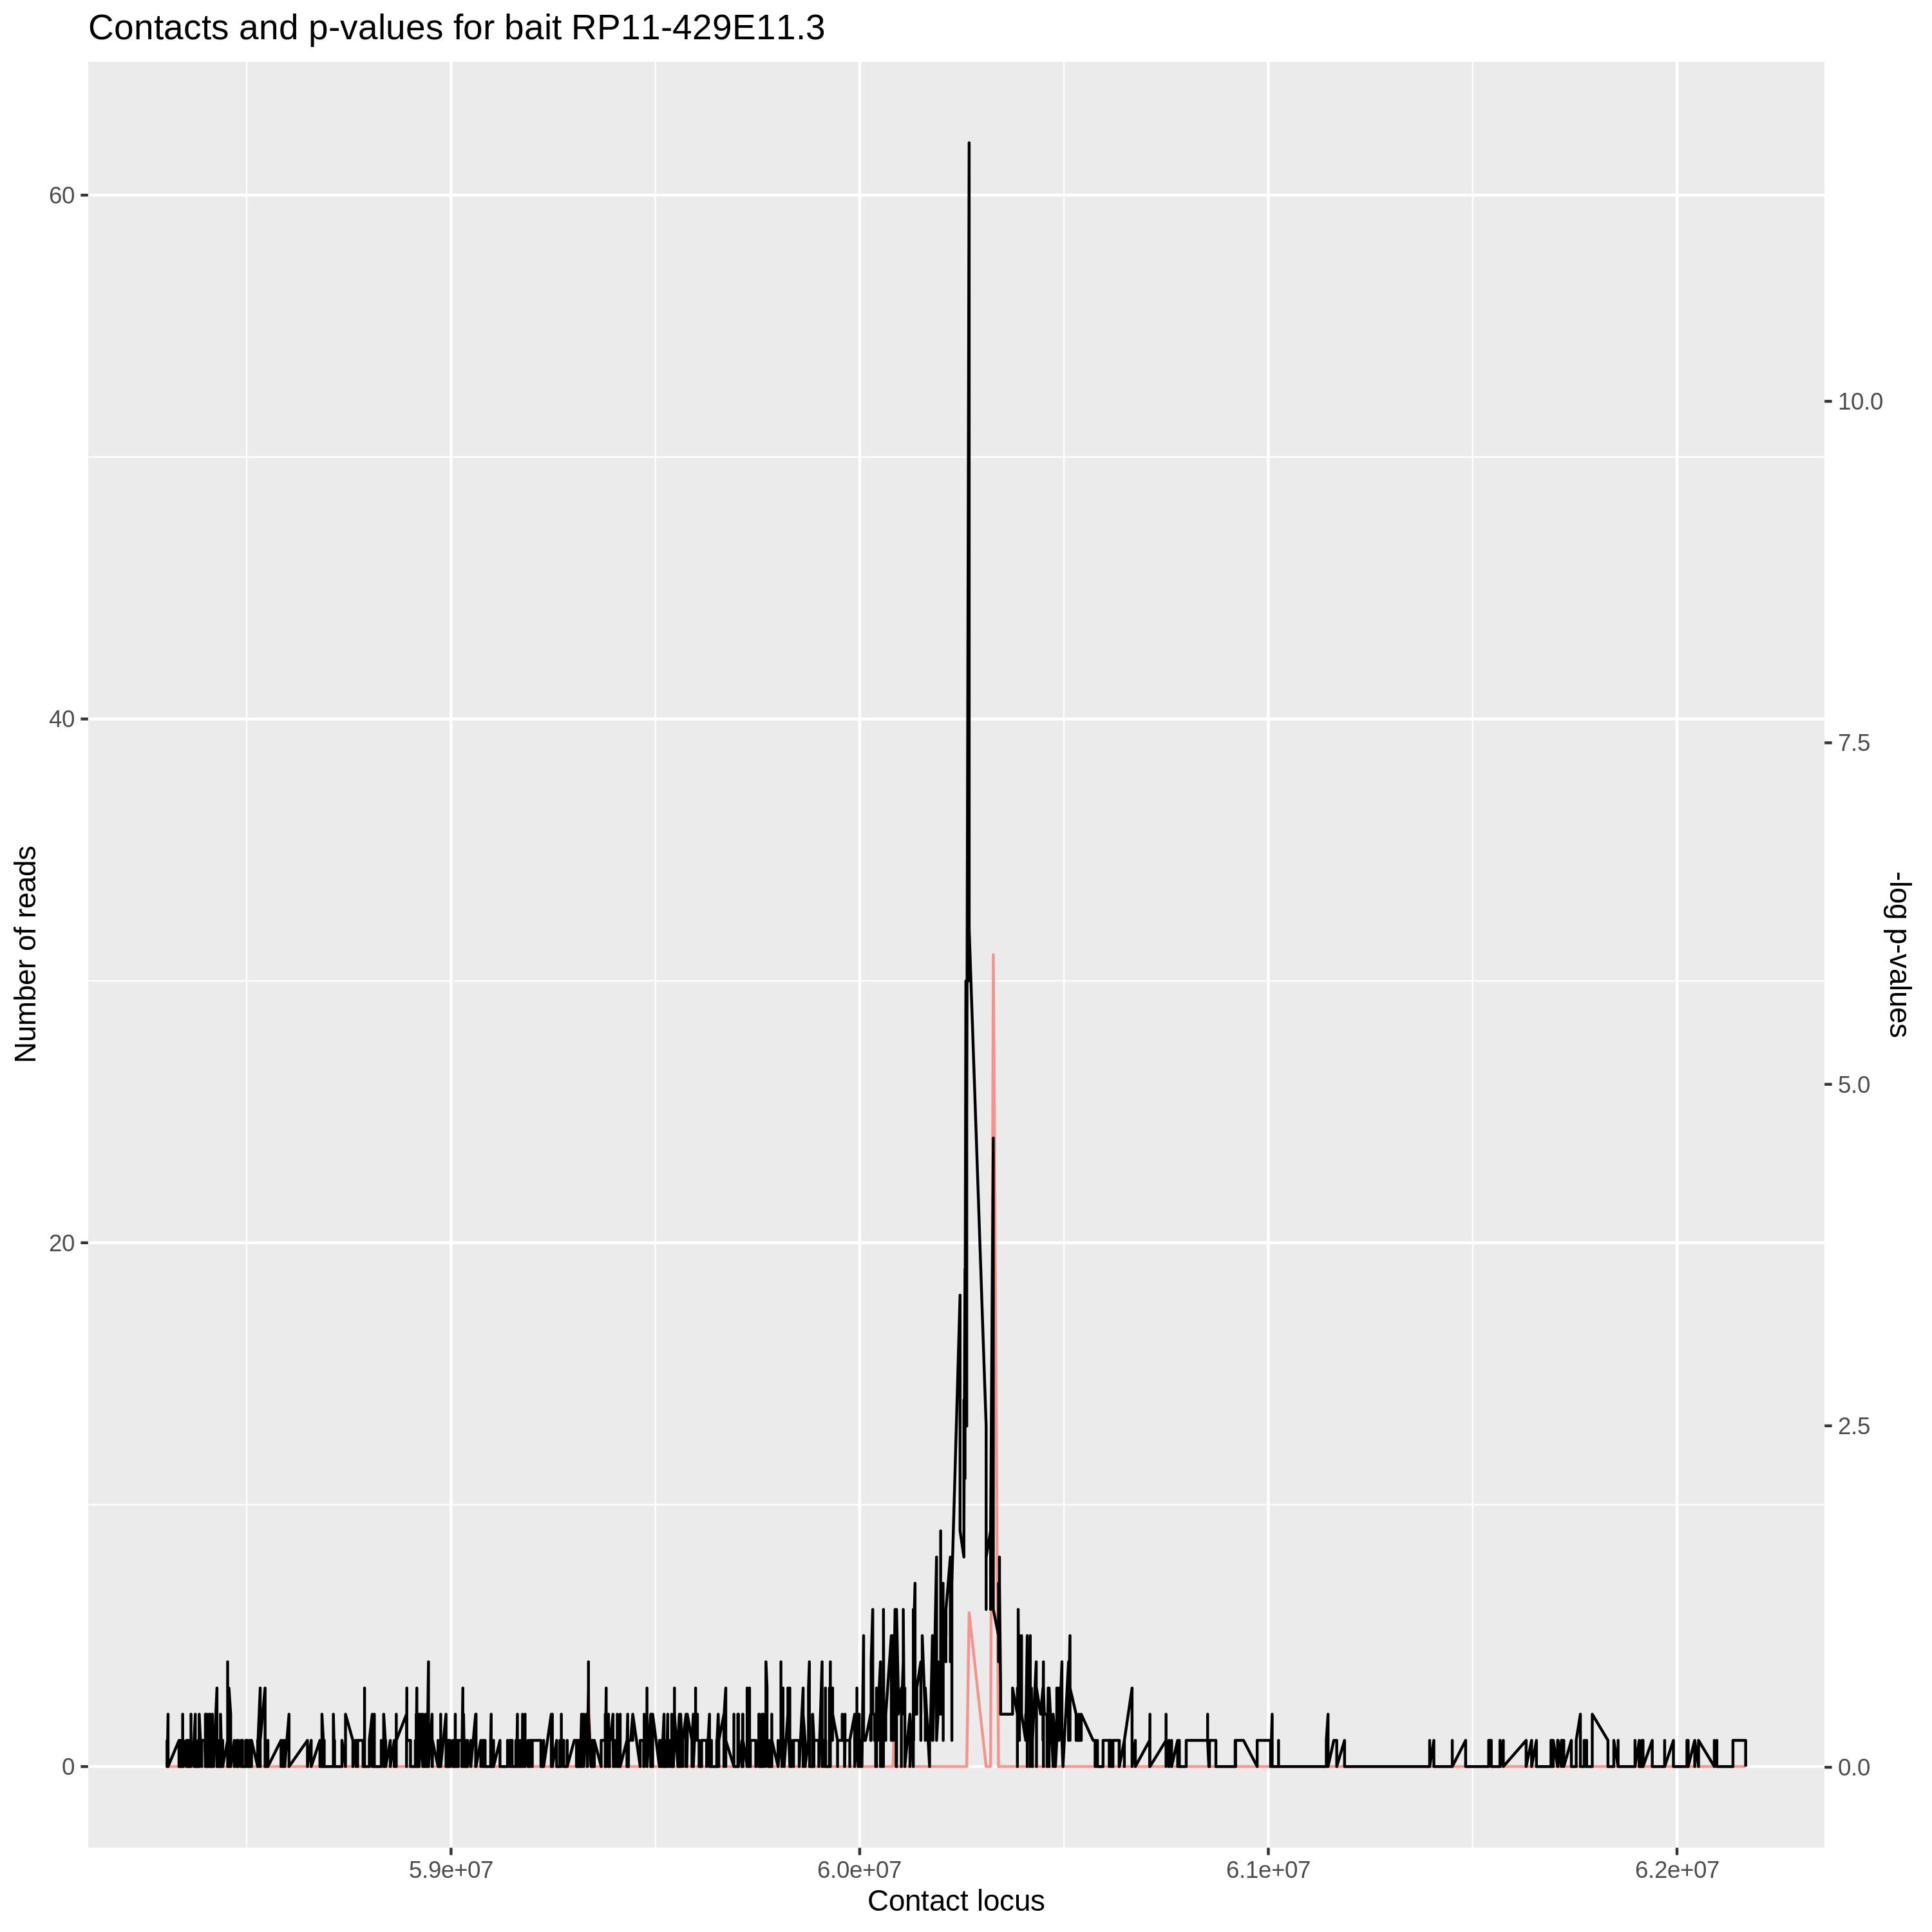 Contacts and p-values for bait RP11-429E11.3
60
40
20
0
Number of reads
10.0
7.5
5.0
2.5
0.0
-log p-values
5.9e+07
6.0e+07
6.1e+07
6.2e+07
Contact locus